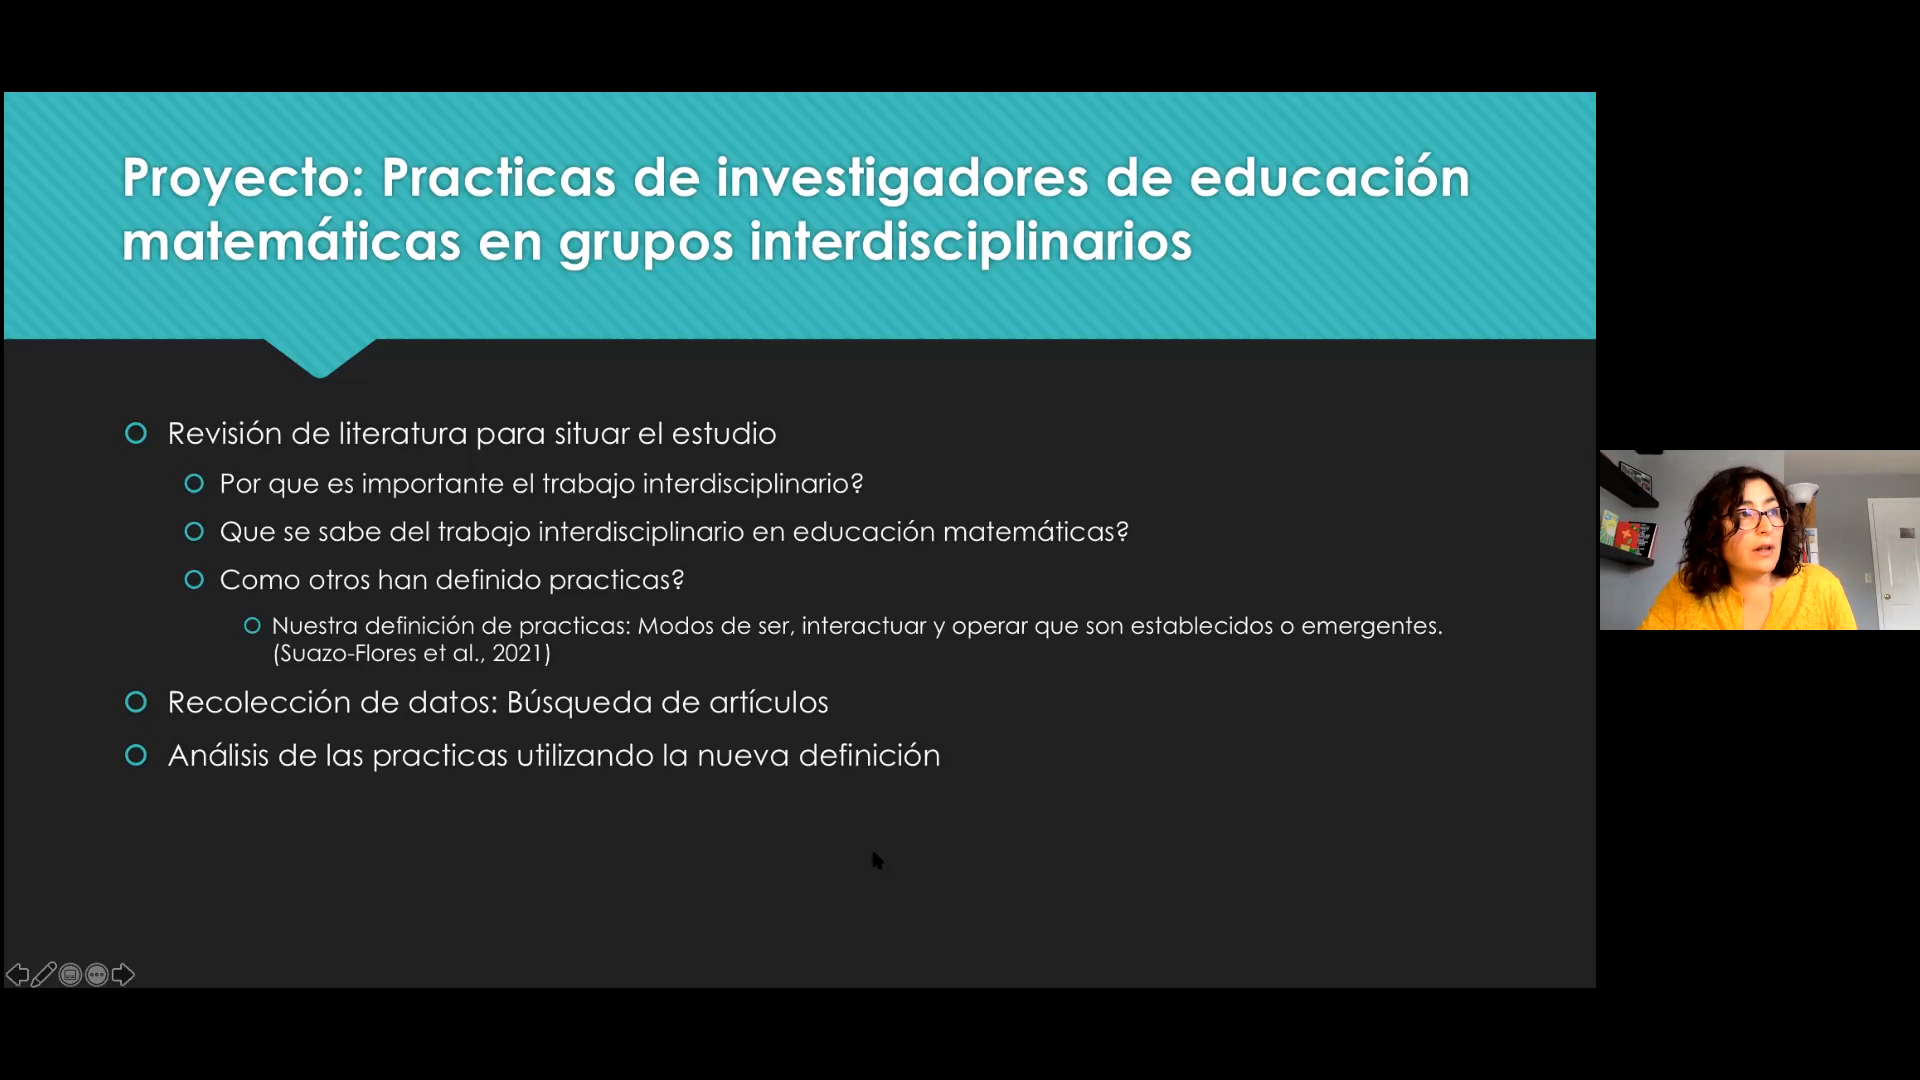 Proyecto: Practicas de investigadores de educación
matemáticas en grupos interdisciplinarios
Revisión de literatura para situar el estudio
Por que es importante el trabajo interdisciplinario?
Que se sabe del trabajo interdisciplinario en educación matemáticas?
Como otros han definido practicas?
Nuestra definición de practicas: Modos de ser, interactuar y operar que son establecidos o emergentes.
(Suazo-Flores et al., 2021)
Recolección de datos: Búsqueda de artículos
Análisis de las practicas utilizando la nueva definición